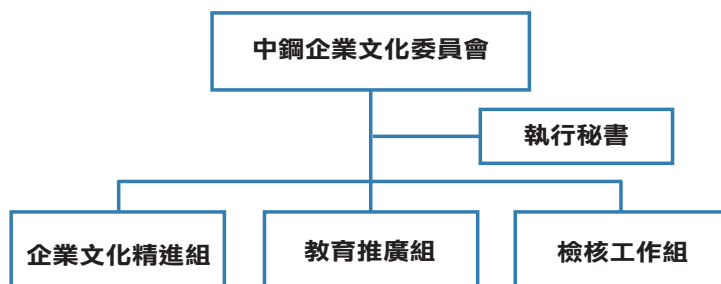 中鋼企業文化委員會
執行秘書
企業文化精進組
教育推廣組
檢核工作組